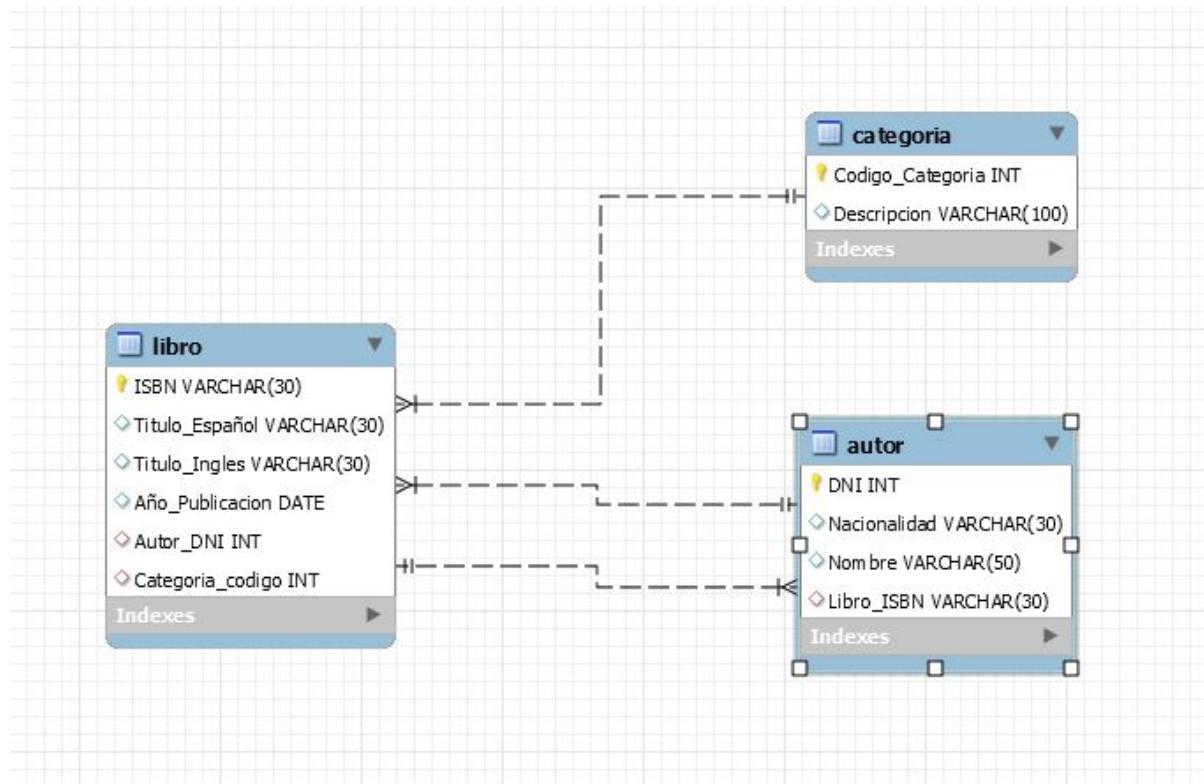 categoria
Codigo_Categoria INT
Descripcion VARCHAR(100)
Indexes
libro
ISBN VARCHAR(30)
Titulo_Español VARCHAR(30)
Titulo_Ingles VARCHAR(30)
Año_Publicacion DATE
Autor_DNI INT
Categoria_codigo INT
Indexes
autor
DNI INT
Nacionalidad VARCHAR(30)
Nombre VARCHAR(50)
Libro_ISBN VARCHAR(30)
Indexes